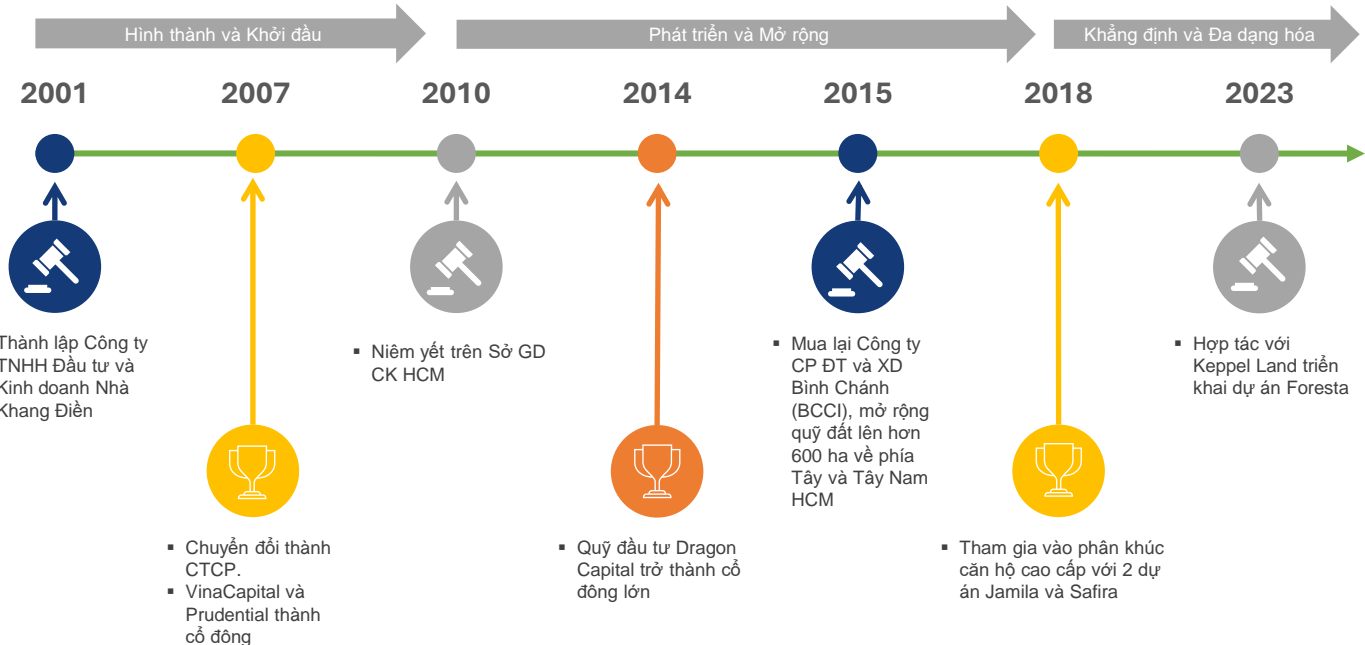 Hình thành và Khởi đầu
Phát triển và Mở rộng
Khẳng định và Đa dạng hóa
2001
2007
2010
2014
2015
2018
2023
Thành lập Công ty
TNHH Đầu tư và
Kinh doanh Nhà
Khang Điền
▪ Chuyển đổi thành
CTCP.
▪ VinaCapital và
Prudential thành
cổ đông
▪ Niêm yết trên Sở GD
CK HCM
▪ Quỹ đầu tư Dragon
Capital trở thành cổ
đông lớn
▪ Mua lại Công ty
CP ĐT và XD
Bình Chánh
(BCCI), mở rộng
quỹ đất lên hơn
600 ha về phía
Tây và Tây Nam
HCM
▪ Tham gia vào phân khúc
căn hộ cao cấp với 2 dự
án Jamila và Safira
▪ Hợp tác với
Keppel Land triển
khai dự án Foresta